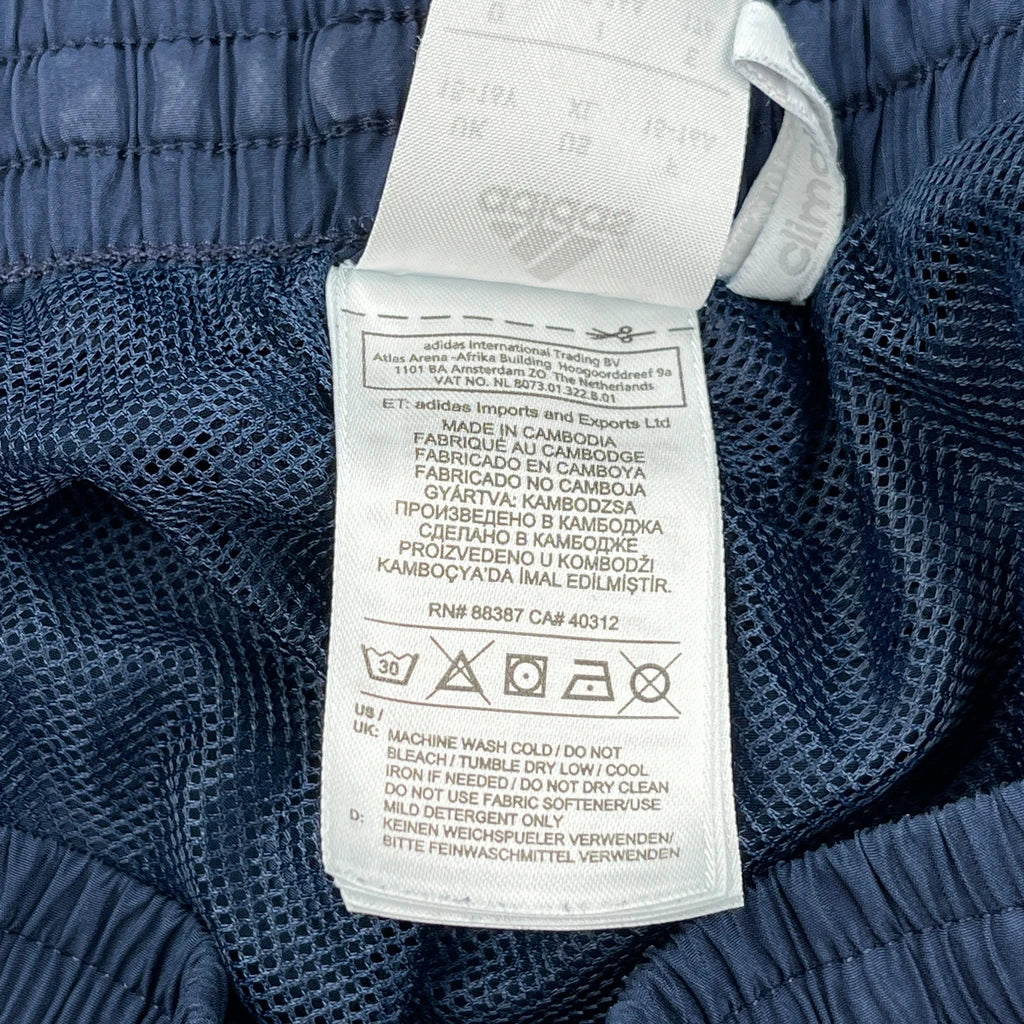 adidas
clima
adidas International Trading BV
Atlas Arena -Afrika Building Hoogoorddreef 9a
1101 BA Amsterdam ZO The Netherlands
VAT NO. NL 8073.01.322.B.01
ET: adidas Imports and Exports Ltd
MADE IN CAMBODIA
FABRIQUÉ AU CAMBODGE
FABRICADO EN CAMBOYA
FABRICADO NO CAMBOJA
GYÁRTVA: KAMBODZSA
ПРОИЗВЕДЕНО В КАМБОДЖА
СДЕЛАНО В КАМБОДЖЕ
PROİZVEDENO U KOMBODŽI
KAMBOÇYA'DA İMAL EDİLMİŞTİR.
RN# 88387 CA# 40312
30
US /
UK: MACHINE WASH COLD / DO NOT
BLEACH / TUMBLE DRY LOW / COOL
IRON IF NEEDED / DO NOT DRY CLEAN
DO NOT USE FABRIC SOFTENER/USE
MILD DETERGENT ONLY
D: KEINEN WEICHSPUELER VERWENDEN/
BITTE FEINWASCHMITTEL VERWENDEN